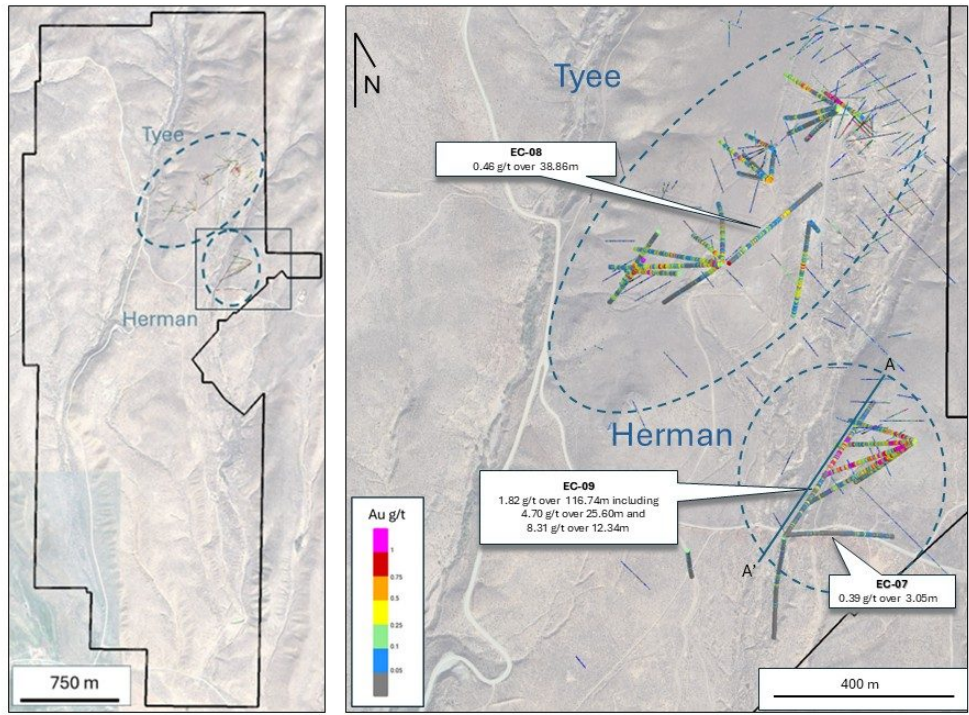 Tyee
Herman
750 m
N
Tyee
EC-08
0.46 g/t over 38.86m
A
Herman
EC-09
1.82 g/t over 116.74m including
4.70 g/t over 25.60m and
8.31 g/t over 12.34m
A'
EC-07
0.39 g/t over 3.05m
Au g/t
1
0.75
0.5
0.25
0.1
0.05
400 m